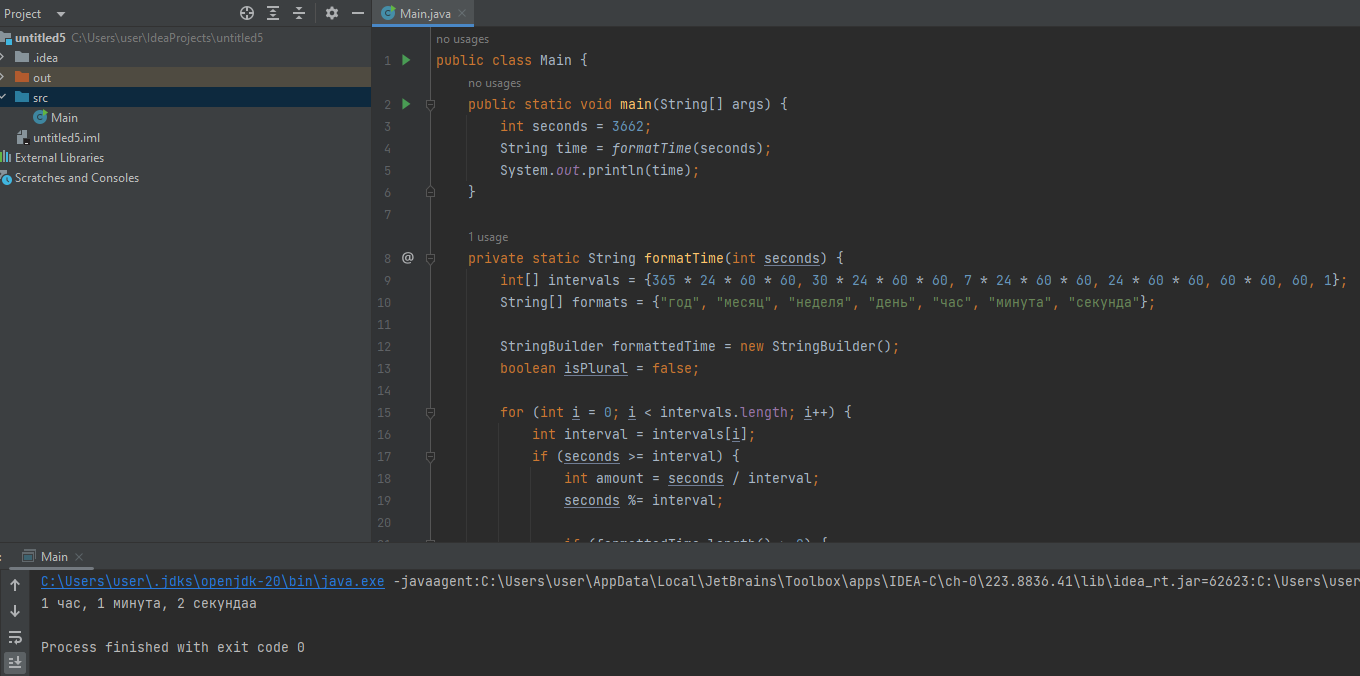 Project
Main.java
untitled5 C:\Users\user\IdeaProjects\untitled5
.idea
out
src
Main
untitled5.iml
External Libraries
Scratches and Consoles
no usages
1 public class Main {
no usages
2 public static void main(String[] args) {
3 int seconds = 3662;
4 String time = formatTime(seconds);
5 System.out.println(time);
6 }
7
1 usage
8 @ private static String formatTime(int seconds) {
9 int[] intervals = {365 * 24 * 60 * 60, 30 * 24 * 60 * 60, 7 * 24 * 60 * 60, 24 * 60 * 60, 60 * 60, 60, 1};
10 String[] formats = {"год", "месяц", "неделя", "день", "час", "минута", "секунда"};
11
12 StringBuilder formattedTime = new StringBuilder();
13 boolean isPlural = false;
14
15 for (int i = 0; i < intervals.length; i++) {
16 int interval = intervals[i];
17 if (seconds >= interval) {
18 int amount = seconds / interval;
19 seconds %= interval;
20
Main
C:\Users\user\.jdks\openjdk-20\bin\java.exe -javaagent:C:\Users\user\AppData\Local\JetBrains\Toolbox\apps\IDEA-C\ch-0\223.8836.41\lib\idea_rt.jar=62623:C:\Users\user
1 час, 1 минута, 2 секундаа
Process finished with exit code 0